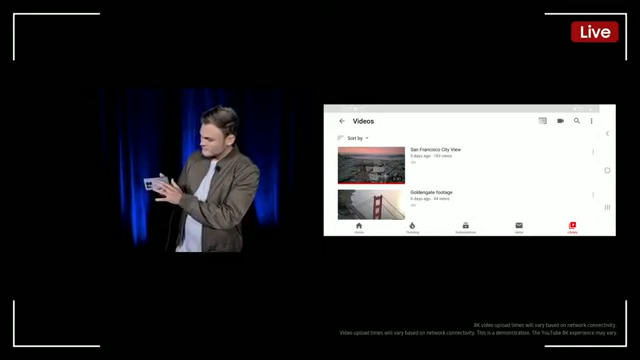 Live
Videos
Sort by
San Francisco City View
Goldengate footage
Home
Library
8K video upload times will vary based on network connectivity.
Video upload times will vary based on network connectivity. This is a demonstration. The YouTube 8K experience may vary.